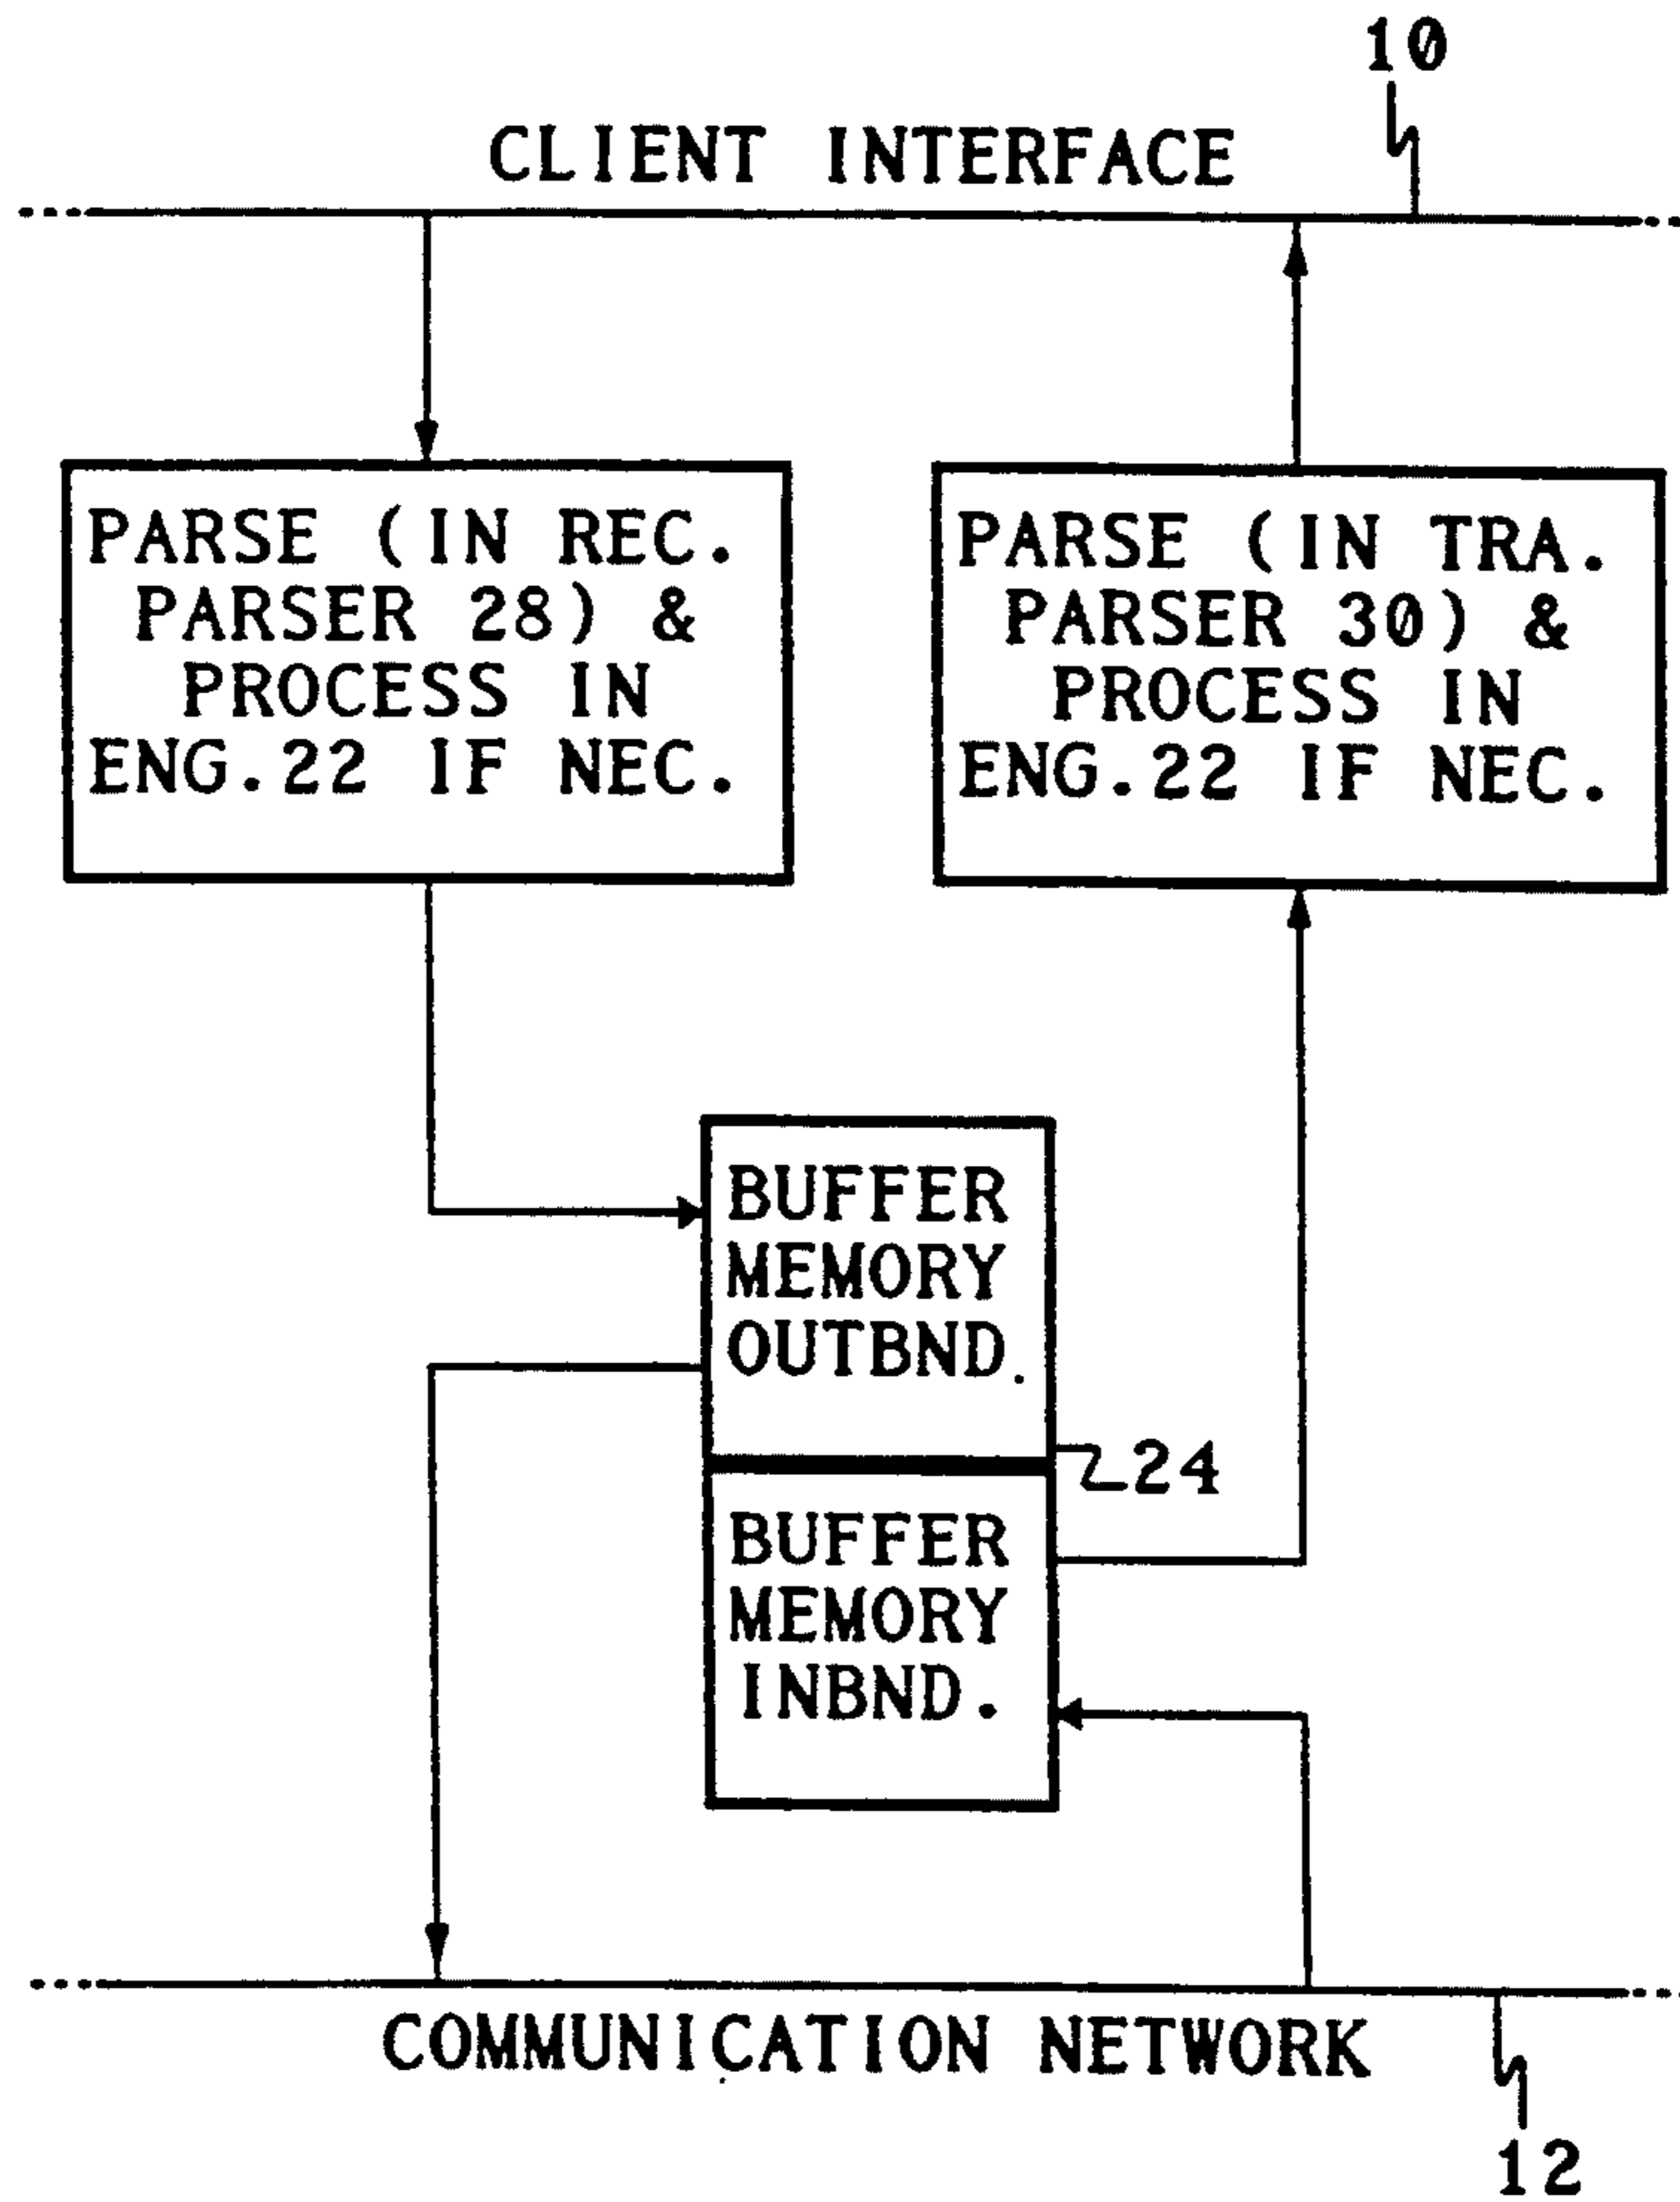 10
CLIENT INTERFACE
PARSE (IN REC.
PARSER 28) &
PROCESS IN
ENG.22 IF NEC.
PARSE (IN TRA.
PARSER 30) &
PROCESS IN
ENG.22 IF NEC.
BUFFER
MEMORY
OUTBND.
24
BUFFER
MEMORY
INBND.
COMMUNICATION NETWORK
12